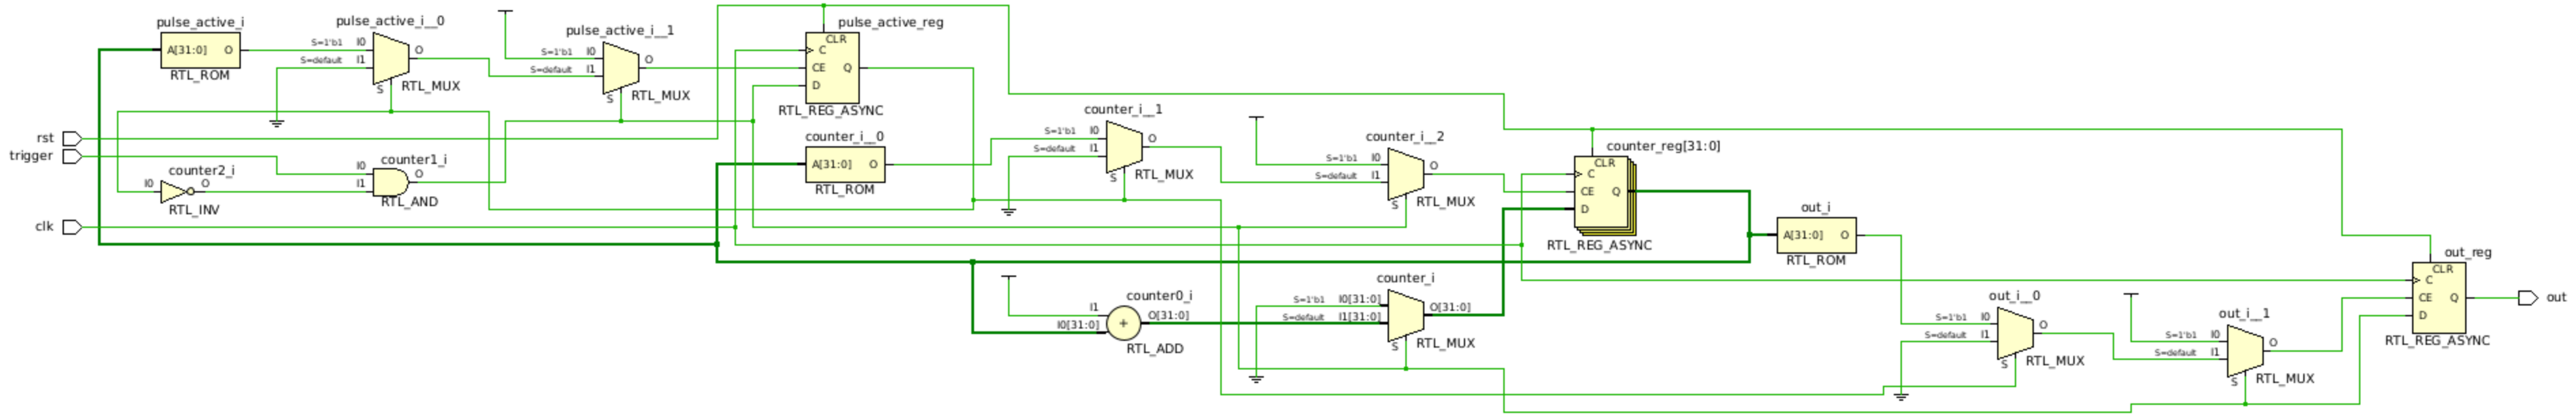 pulse_active_i
A[31:0] O
RTL_ROM
pulse_active_i__0
S=1'b1 I0
S=default I1
O
S
RTL_MUX
pulse_active_i__1
S=1'b1 I0
S=default I1
O
S
RTL_MUX
pulse_active_reg
CLR
C
CE Q
D
RTL_REG_ASYNC
rst
trigger
clk
counter2_i
I0 O
RTL_INV
counter1_i
I0
I1
O
RTL_AND
counter_i__0
A[31:0] O
RTL_ROM
counter_i__1
S=1'b1 I0
S=default I1
O
S
RTL_MUX
counter_i__2
S=1'b1 I0
S=default I1
O
S
RTL_MUX
counter_reg[31:0]
CLR
C
CE Q
D
RTL_REG_ASYNC
counter0_i
I1
I0[31:0]
+
O[31:0]
RTL_ADD
counter_i
S=1'b1 I0[31:0]
S=default I1[31:0]
O[31:0]
S
RTL_MUX
out_i
A[31:0] O
RTL_ROM
out_i__0
S=1'b1 I0
S=default I1
O
S
RTL_MUX
out_i__1
S=1'b1 I0
S=default I1
O
S
RTL_MUX
out_reg
CLR
C
CE Q
D
RTL_REG_ASYNC
out